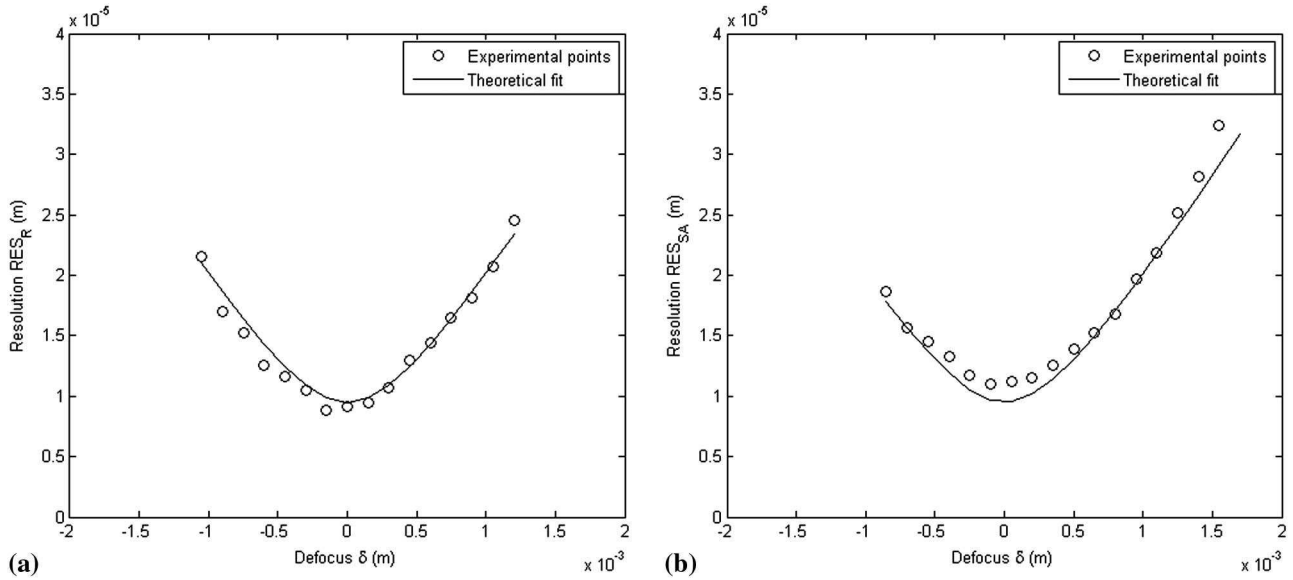 x 10⁻⁵
4
3.5
3
2.5
2
1.5
1
0.5
0
Resolution RES_R (m)
Experimental points
Theoretical fit
-2 -1.5 -1 -0.5 0 0.5 1 1.5 2
Defocus δ (m)
x 10⁻³
(a)
x 10⁻⁵
4
3.5
3
2.5
2
1.5
1
0.5
0
Resolution RES_SA (m)
Experimental points
Theoretical fit
-2 -1.5 -1 -0.5 0 0.5 1 1.5 2
Defocus δ (m)
x 10⁻³
(b)